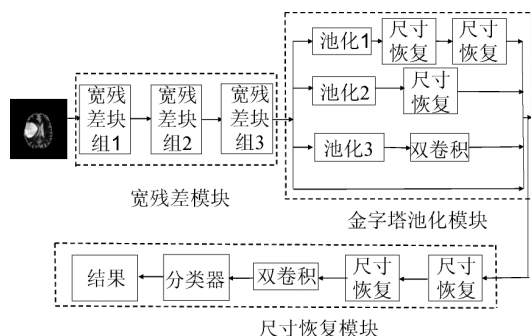 宽残
差块
组1
宽残
差块
组2
宽残
差块
组3
宽残差模块
池化1
尺寸
恢复
尺寸
恢复
池化2
尺寸
恢复
池化3
双卷积
金字塔池化模块
结果
分类器
双卷积
尺寸
恢复
尺寸
恢复
尺寸恢复模块